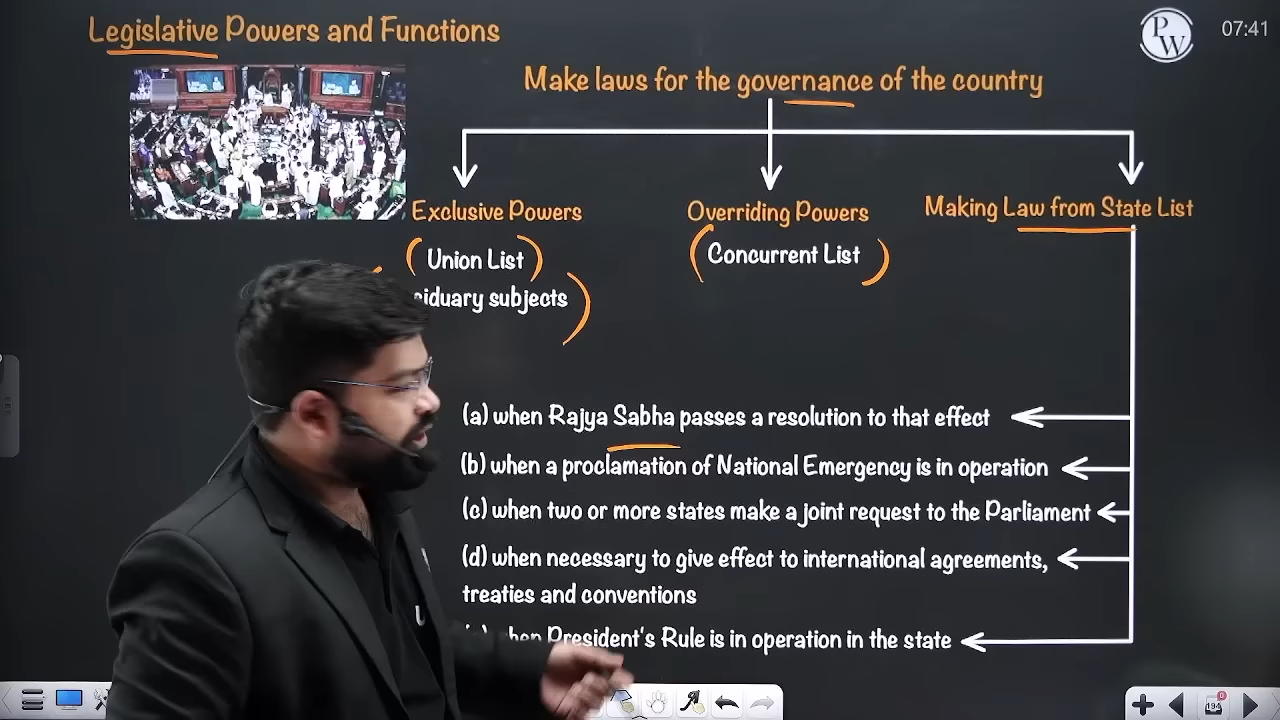 Legislative Powers and Functions
PW
07:41
Make laws for the governance of the country
Exclusive Powers
Overriding Powers
Making Law from State List
Union List
Concurrent List
subjects
(a) when Rajya Sabha passes a resolution to that effect
(b) when a proclamation of National Emergency is in operation
(c) when two or more states make a joint request to the Parliament
(d) when necessary to give effect to international agreements,
treaties and conventions
President's Rule is in operation in the state
194